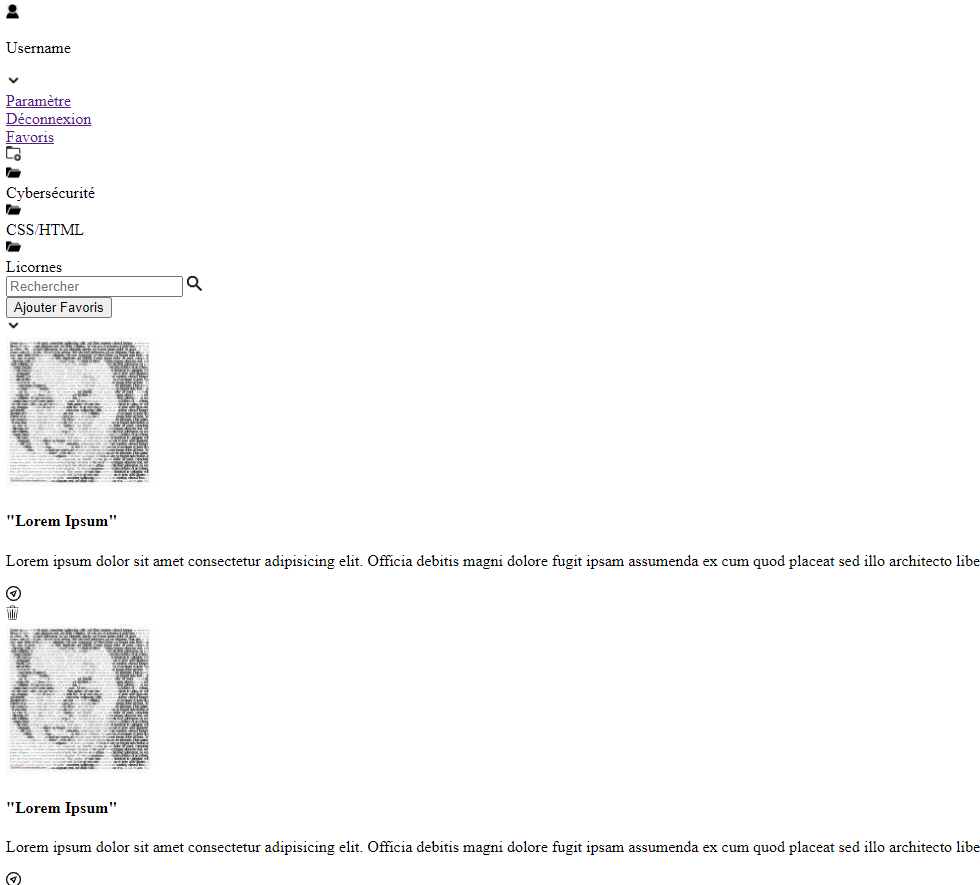 Username
Paramètre
Déconnexion
Favoris
Cybersécurité
CSS/HTML
Licornes
Rechercher
Ajouter Favoris
"Lorem Ipsum"
Lorem ipsum dolor sit amet consectetur adipisicing elit. Officia debitis magni dolore fugit ipsam assumenda ex cum quod placeat sed illo architecto libe
"Lorem Ipsum"
Lorem ipsum dolor sit amet consectetur adipisicing elit. Officia debitis magni dolore fugit ipsam assumenda ex cum quod placeat sed illo architecto libe